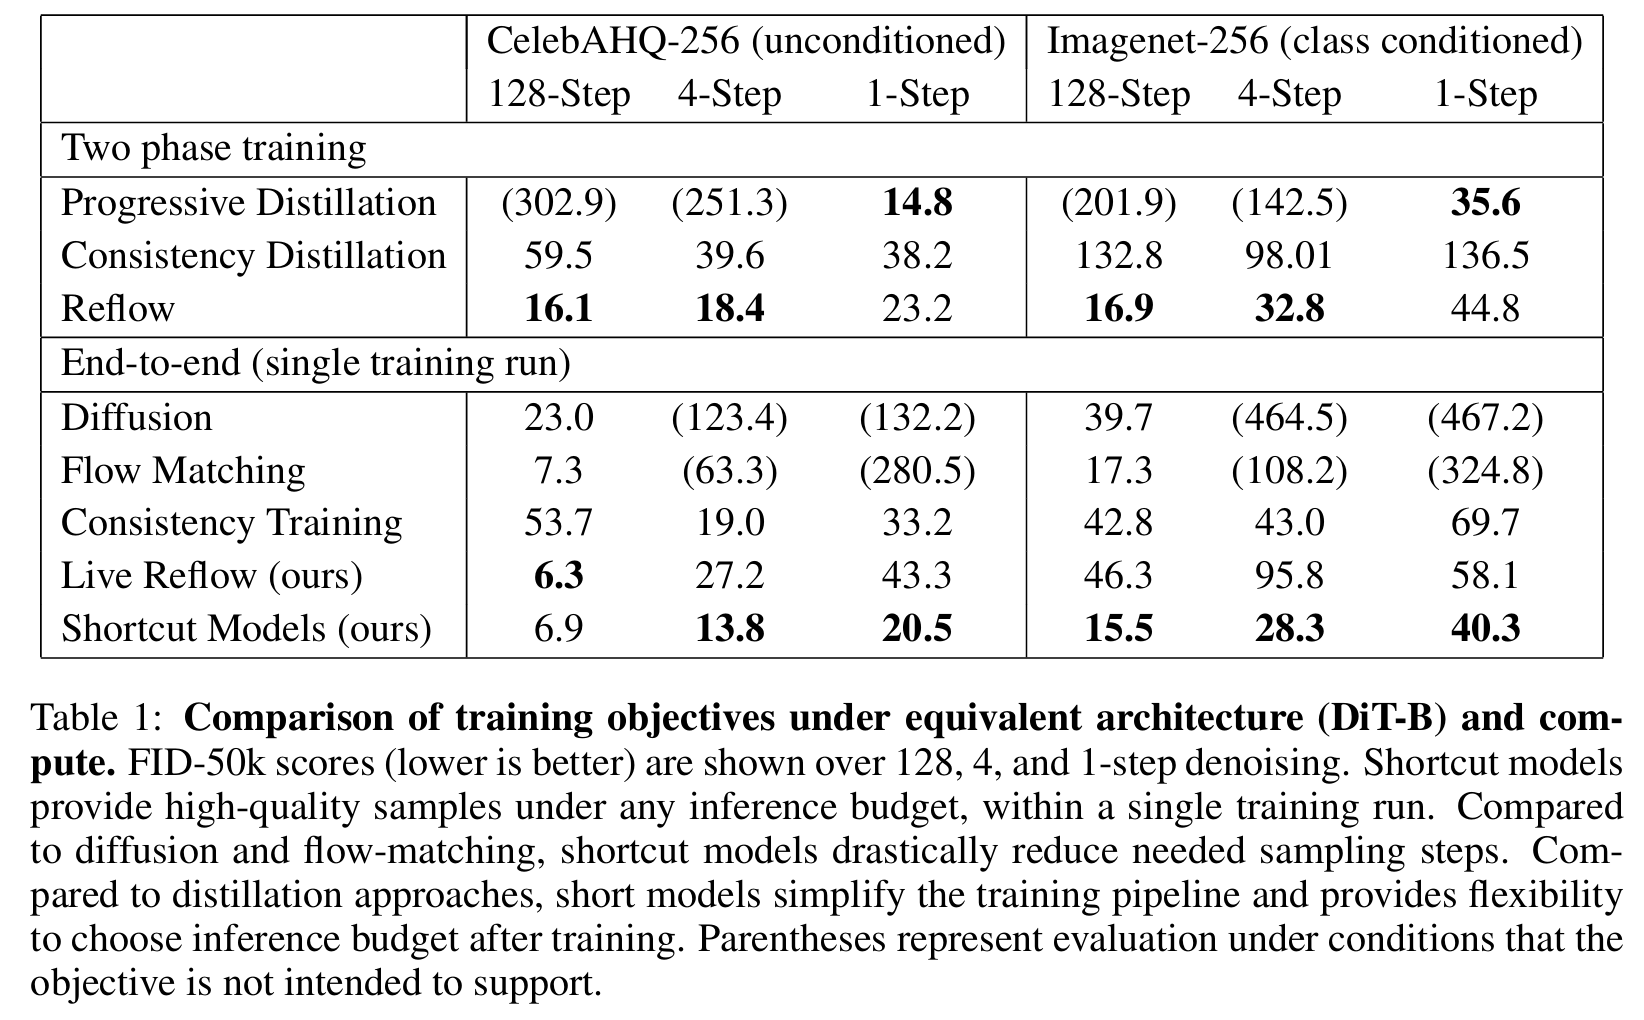 CelebAHQ-256 (unconditioned) Imagenet-256 (class conditioned)
128-Step 4-Step 1-Step 128-Step 4-Step 1-Step
Two phase training
Progressive Distillation (302.9) (251.3) 14.8 (201.9) (142.5) 35.6
Consistency Distillation 59.5 39.6 38.2 132.8 98.01 136.5
Reflow 16.1 18.4 23.2 16.9 32.8 44.8
End-to-end (single training run)
Diffusion 23.0 (123.4) (132.2) 39.7 (464.5) (467.2)
Flow Matching 7.3 (63.3) (280.5) 17.3 (108.2) (324.8)
Consistency Training 53.7 19.0 33.2 42.8 43.0 69.7
Live Reflow (ours) 6.3 27.2 43.3 46.3 95.8 58.1
Shortcut Models (ours) 6.9 13.8 20.5 15.5 28.3 40.3
Table 1: Comparison of training objectives under equivalent architecture (DiT-B) and com-
pute. FID-50k scores (lower is better) are shown over 128, 4, and 1-step denoising. Shortcut models
provide high-quality samples under any inference budget, within a single training run. Compared
to diffusion and flow-matching, shortcut models drastically reduce needed sampling steps. Com-
pared to distillation approaches, short models simplify the training pipeline and provides flexibility
to choose inference budget after training. Parentheses represent evaluation under conditions that the
objective is not intended to support.